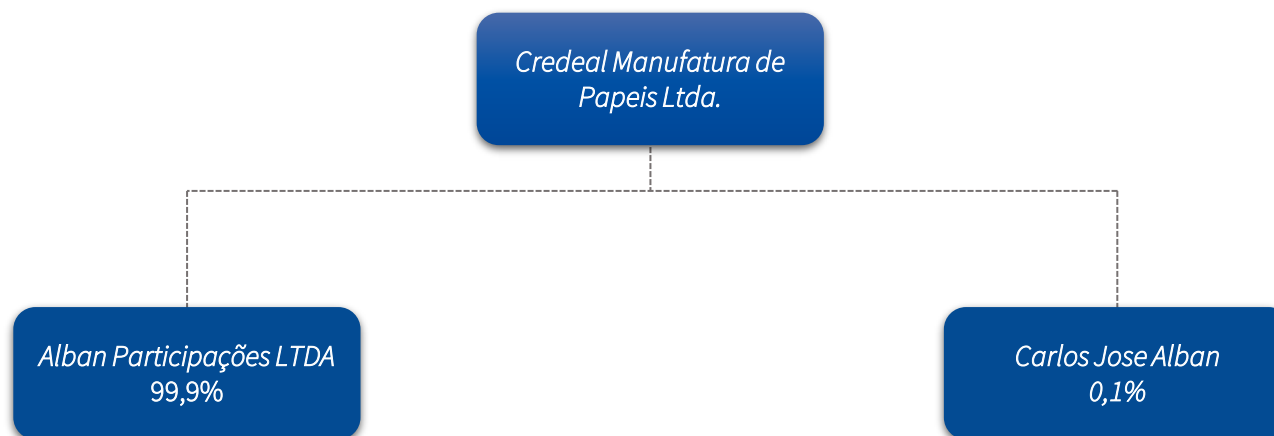 Credeal Manufatura de
Papeis Ltda.
Alban Participações LTDA
99,9%
Carlos Jose Alban
0,1%